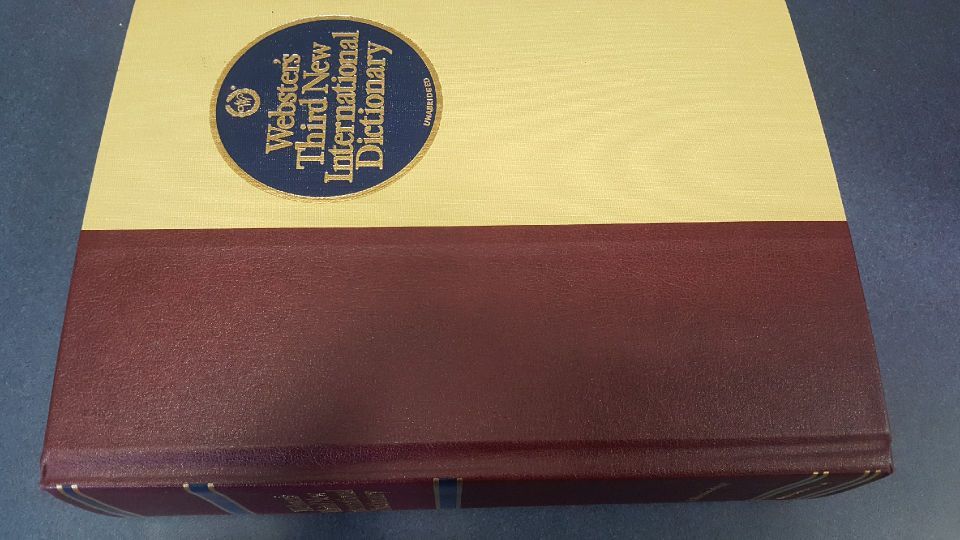 Webster's
Third New
International
Dictionary
UNABRIDGED